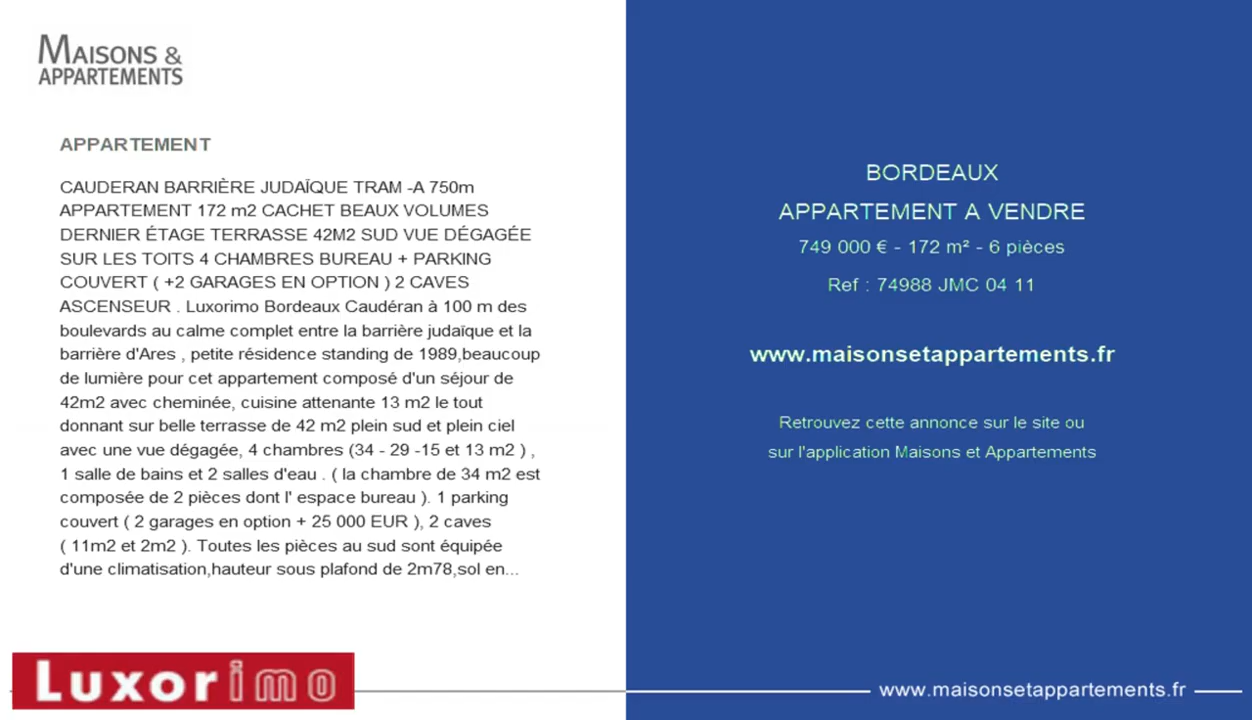 MAISONS &
APPARTEMENTS
APPARTEMENT
CAUDERAN BARRIÈRE JUDAÏQUE TRAM -A 750m
APPARTEMENT 172 m2 CACHET BEAUX VOLUMES
DERNIER ÉTAGE TERRASSE 42M2 SUD VUE DÉGAGÉE
SUR LES TOITS 4 CHAMBRES BUREAU + PARKING
COUVERT ( +2 GARAGES EN OPTION ) 2 CAVES
ASCENSEUR . Luxorimo Bordeaux Caudéran à 100 m des
boulevards au calme complet entre la barrière judaïque et la
barrière d'Ares , petite résidence standing de 1989,beaucoup
de lumière pour cet appartement composé d'un séjour de
42m2 avec cheminée, cuisine attenante 13 m2 le tout
donnant sur belle terrasse de 42 m2 plein sud et plein ciel
avec une vue dégagée, 4 chambres (34 - 29 -15 et 13 m2 ) ,
1 salle de bains et 2 salles d'eau . ( la chambre de 34 m2 est
composée de 2 pièces dont l' espace bureau ). 1 parking
couvert ( 2 garages en option + 25 000 EUR ), 2 caves
( 11m2 et 2m2 ). Toutes les pièces au sud sont équipée
d'une climatisation,hauteur sous plafond de 2m78,sol en...
Luxorimo
BORDEAUX
APPARTEMENT A VENDRE
749 000 € - 172 m² - 6 pièces
Ref : 74988 JMC 04 11
www.maisonsetappartements.fr
Retrouvez cette annonce sur le site ou
sur l'application Maisons et Appartements
www.maisonsetappartements.fr